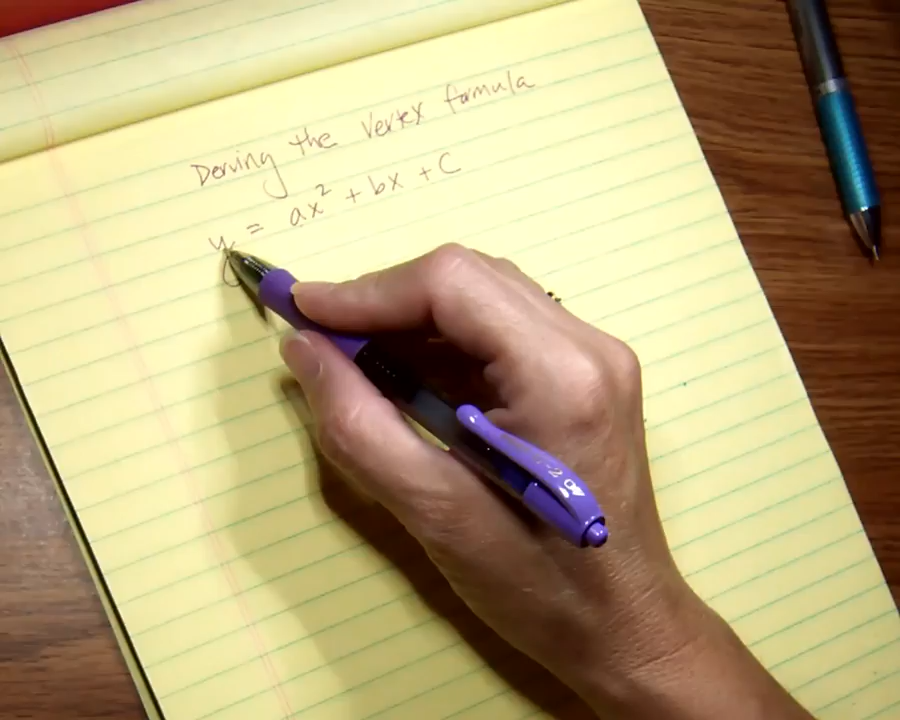 Deriving the vertex formula
y = ax² + bx + c